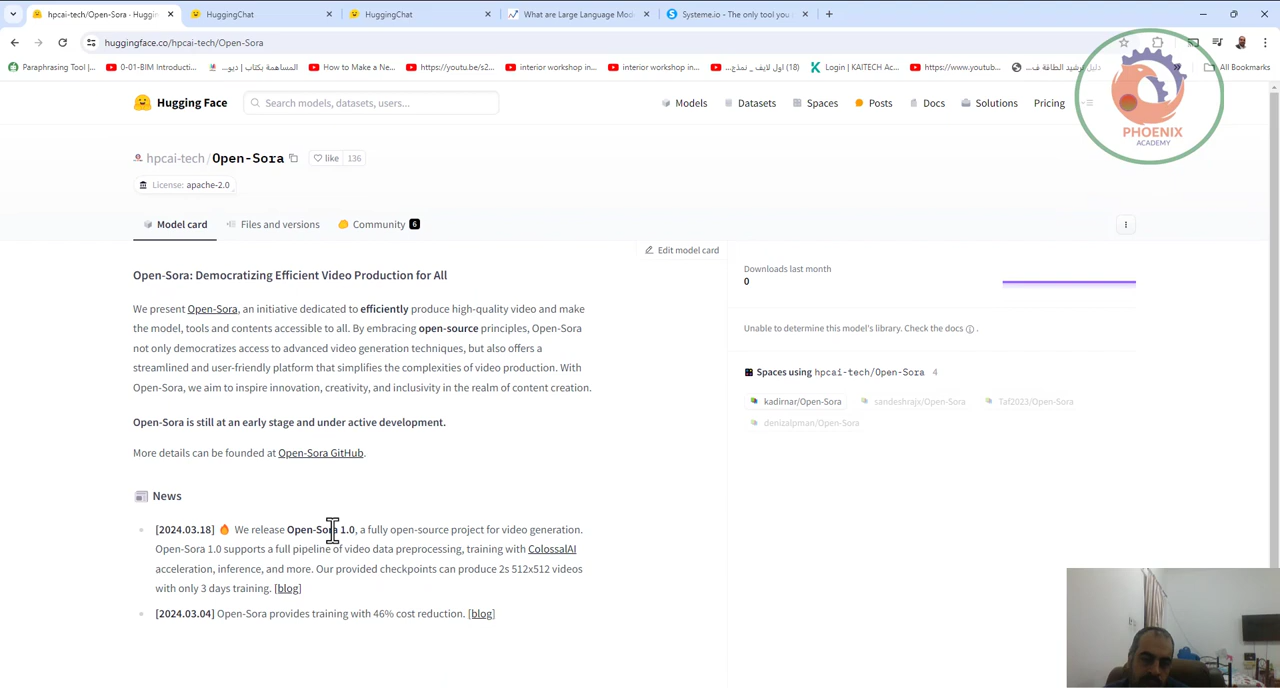 hpcai-tech/Open-Sora · Huggin
HuggingChat
HuggingChat
What are Large Language Mod
Systeme.io - The only tool you
huggingface.co/hpcai-tech/Open-Sora
Paraphrasing Tool |...
0-01-BIM Introducti...
المساهمة بكتاب | ديو...
How to Make a Ne...
(2) YouTube
interior workshop in...
interior workshop in...
(18) اول لايف _ نمذج...
Login | KAITECH Ac...
https://www.youtub...
دليل ترشيد الطاقة ف...
All Bookmarks
Hugging Face
Search models, datasets, users...
Models
Datasets
Spaces
Posts
Docs
Solutions
Pricing
PHOENIX
ACADEMY
hpcai-tech/Open-Sora
like 136
License: apache-2.0
Model card
Files and versions
Community 6
Edit model card
Open-Sora: Democratizing Efficient Video Production for All
We present Open-Sora, an initiative dedicated to efficiently produce high-quality video and make
the model, tools and contents accessible to all. By embracing open-source principles, Open-Sora
not only democratizes access to advanced video generation techniques, but also offers a
streamlined and user-friendly platform that simplifies the complexities of video production. With
Open-Sora, we aim to inspire innovation, creativity, and inclusivity in the realm of content creation.
Open-Sora is still at an early stage and under active development.
More details can be founded at Open-Sora GitHub.
News
[2024.03.18] 🔥 We release Open-Sora 1.0, a fully open-source project for video generation.
Open-Sora 1.0 supports a full pipeline of video data preprocessing, training with ColossalAI
acceleration, inference, and more. Our provided checkpoints can produce 2s 512x512 videos
with only 3 days training. [blog]
[2024.03.04] Open-Sora provides training with 46% cost reduction. [blog]
Downloads last month
0
Unable to determine this model's library. Check the docs.
Spaces using hpcai-tech/Open-Sora 4
kadirnar/Open-Sora
sandeshrajx/Open-Sora
Taf2023/Open-Sora
denizalpman/Open-Sora